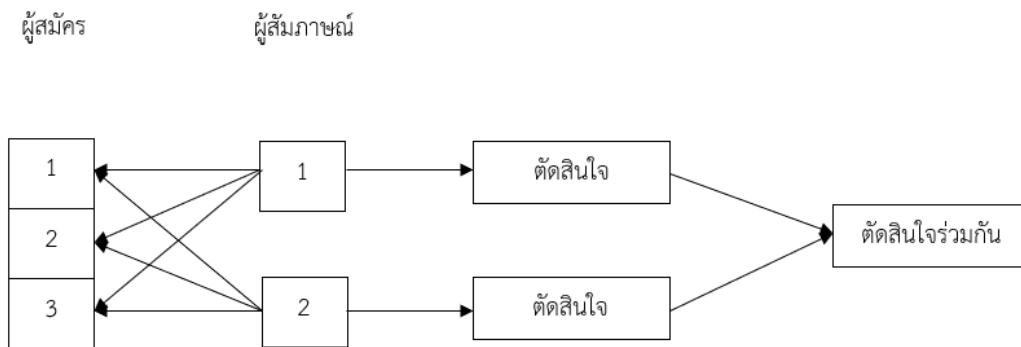 ผู้สมัคร
ผู้สัมภาษณ์
1
1
ตัดสินใจ
2
ตัดสินใจร่วมกัน
3
2
ตัดสินใจ